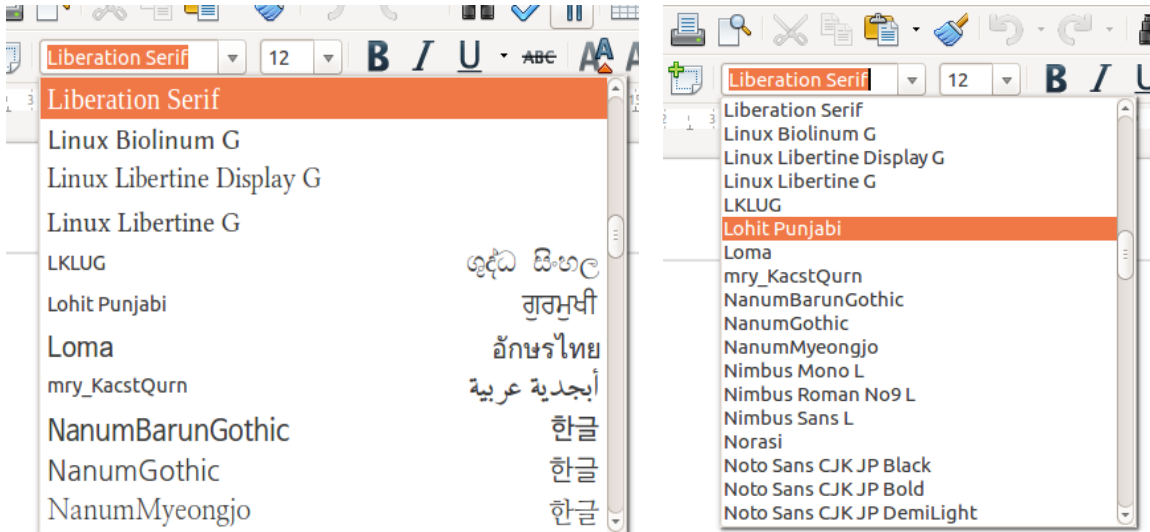 Liberation Serif 12 B I U ABC AA
Liberation Serif
Linux Biolinum G
Linux Libertine Display G
Linux Libertine G
LKLUG ශුද්ධ සිංහල
Lohit Punjabi ਗੁਰਮੁਖੀ
Loma อักษรไทย
mry_KacstQurn أبجدية عربية
NanumBarunGothic 한글
NanumGothic 한글
NanumMyeongjo 한글
Liberation Serif 12 B I U
Liberation Serif
Linux Biolinum G
Linux Libertine Display G
Linux Libertine G
LKLUG
Lohit Punjabi
Loma
mry_KacstQurn
NanumBarunGothic
NanumGothic
NanumMyeongjo
Nimbus Mono L
Nimbus Roman No9 L
Nimbus Sans L
Norasi
Noto Sans CJK JP Black
Noto Sans CJK JP Bold
Noto Sans CJK JP DemiLight